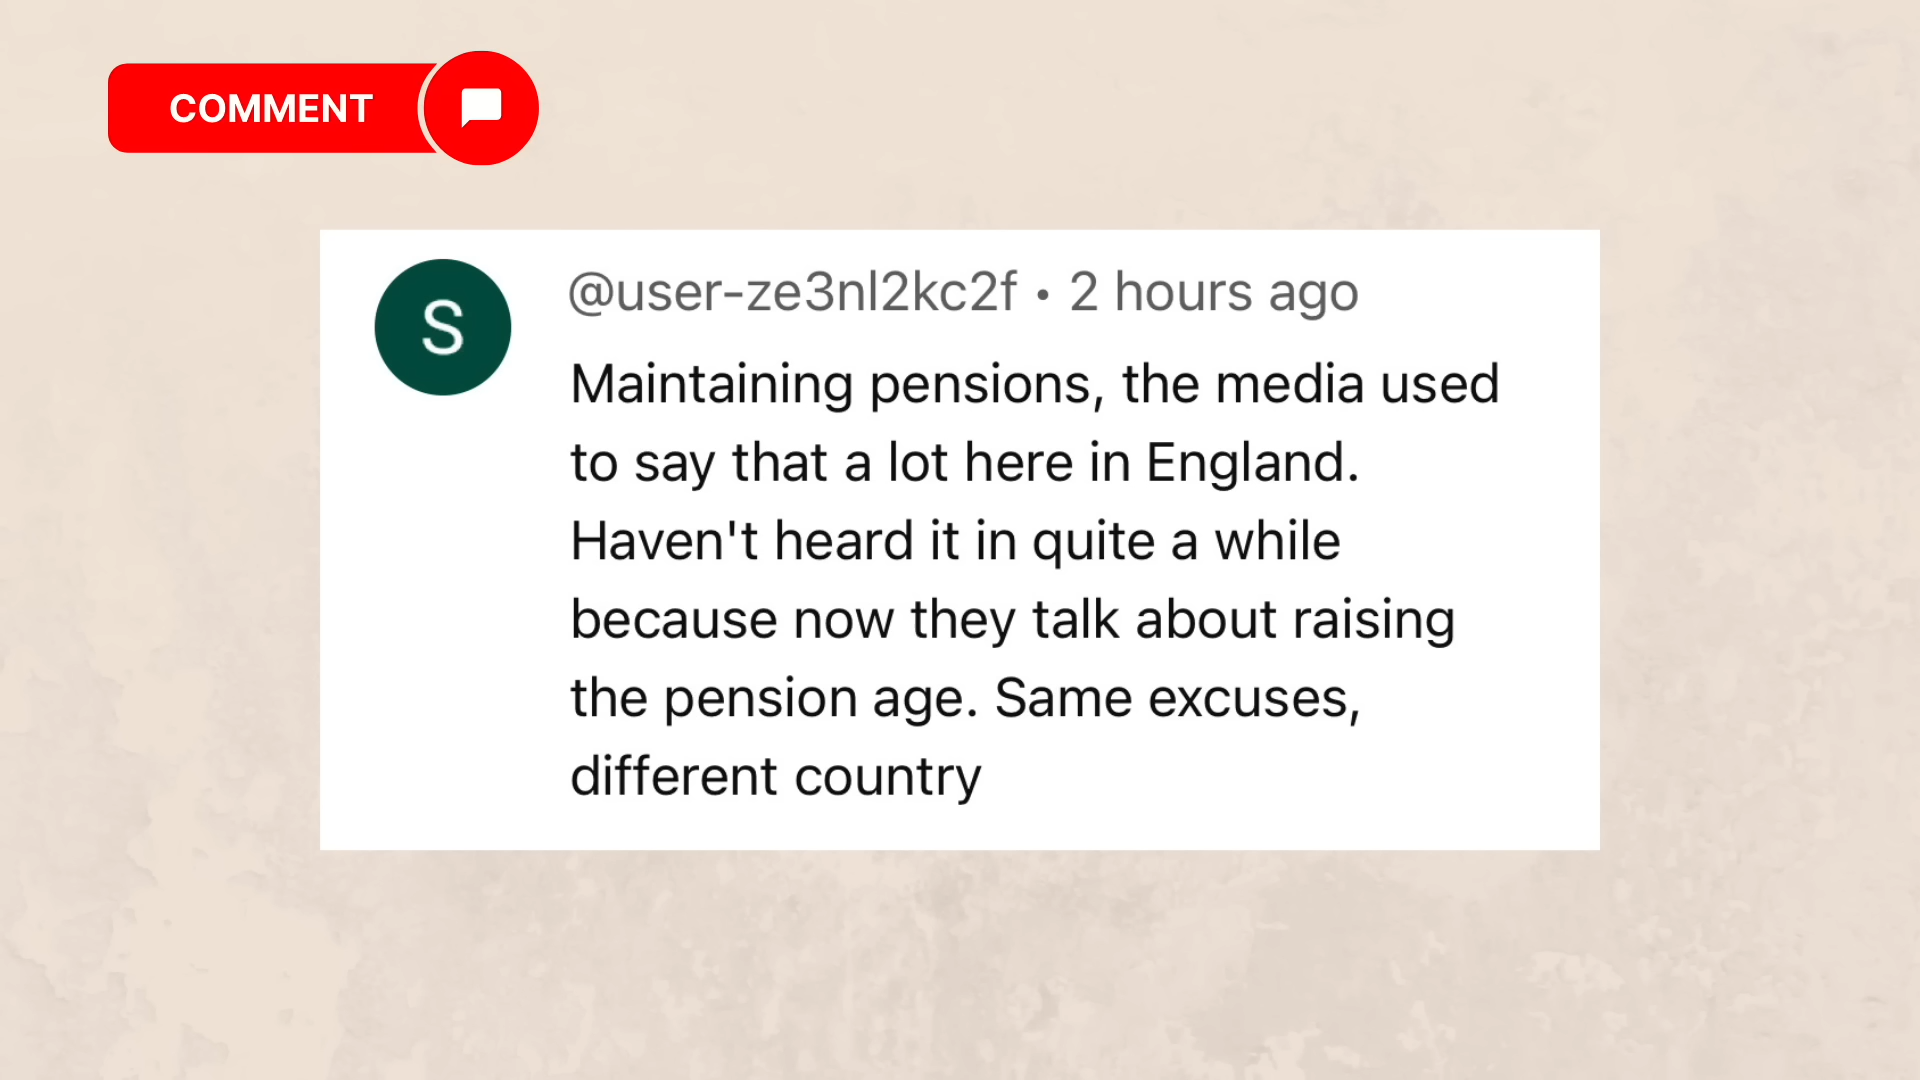 COMMENT
S
@user-ze3nl2kc2f • 2 hours ago
Maintaining pensions, the media used
to say that a lot here in England.
Haven't heard it in quite a while
because now they talk about raising
the pension age. Same excuses,
different country